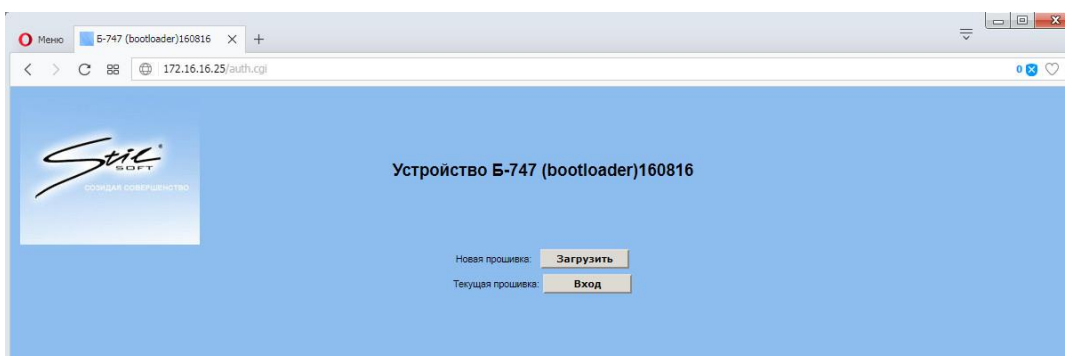 Меню
Б-747 (bootloader)160816
172.16.16.25/auth.cgi
0
Stil
SOFT
СОЗИДАЯ СОВЕРШЕНСТВО
Устройство Б-747 (bootloader)160816
Новая прошивка: Загрузить
Текущая прошивка: Вход